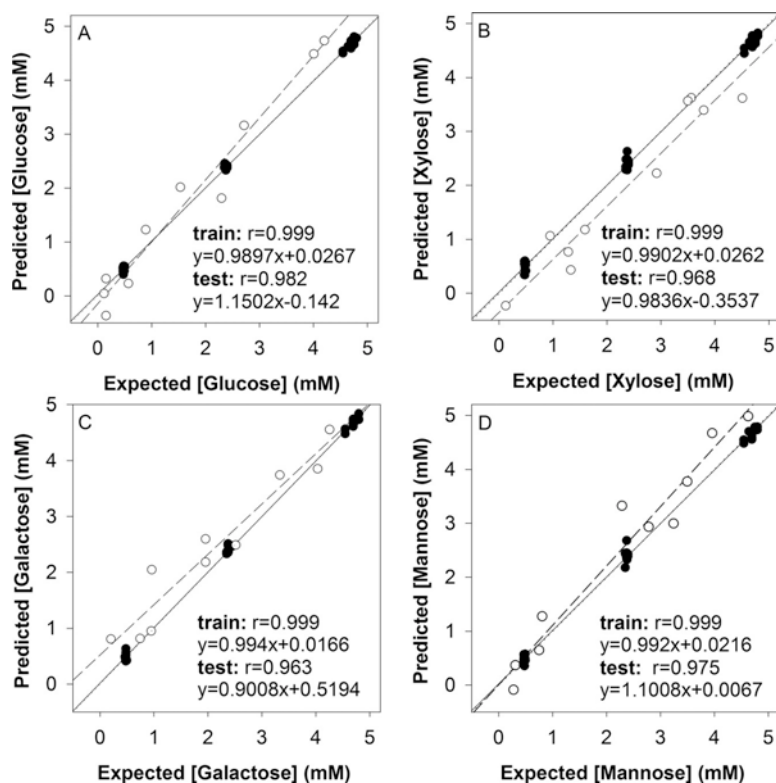 A
Predicted [Glucose] (mM)
5
4
3
2
1
0
train: r=0.999
y=0.9897x+0.0267
test: r=0.982
y=1.1502x-0.142
0 1 2 3 4 5
Expected [Glucose] (mM)
B
Predicted [Xylose] (mM)
5
4
3
2
1
0
train: r=0.999
y=0.9902x+0.0262
test: r=0.968
y=0.9836x-0.3537
0 1 2 3 4 5
Expected [Xylose] (mM)
C
Predicted [Galactose] (mM)
5
4
3
2
1
0
train: r=0.999
y=0.994x+0.0166
test: r=0.963
y=0.9008x+0.5194
0 1 2 3 4 5
Expected [Galactose] (mM)
D
Predicted [Mannose] (mM)
5
4
3
2
1
0
train: r=0.999
y=0.992x+0.0216
test: r=0.975
y=1.1008x+0.0067
0 1 2 3 4 5
Expected [Mannose] (mM)